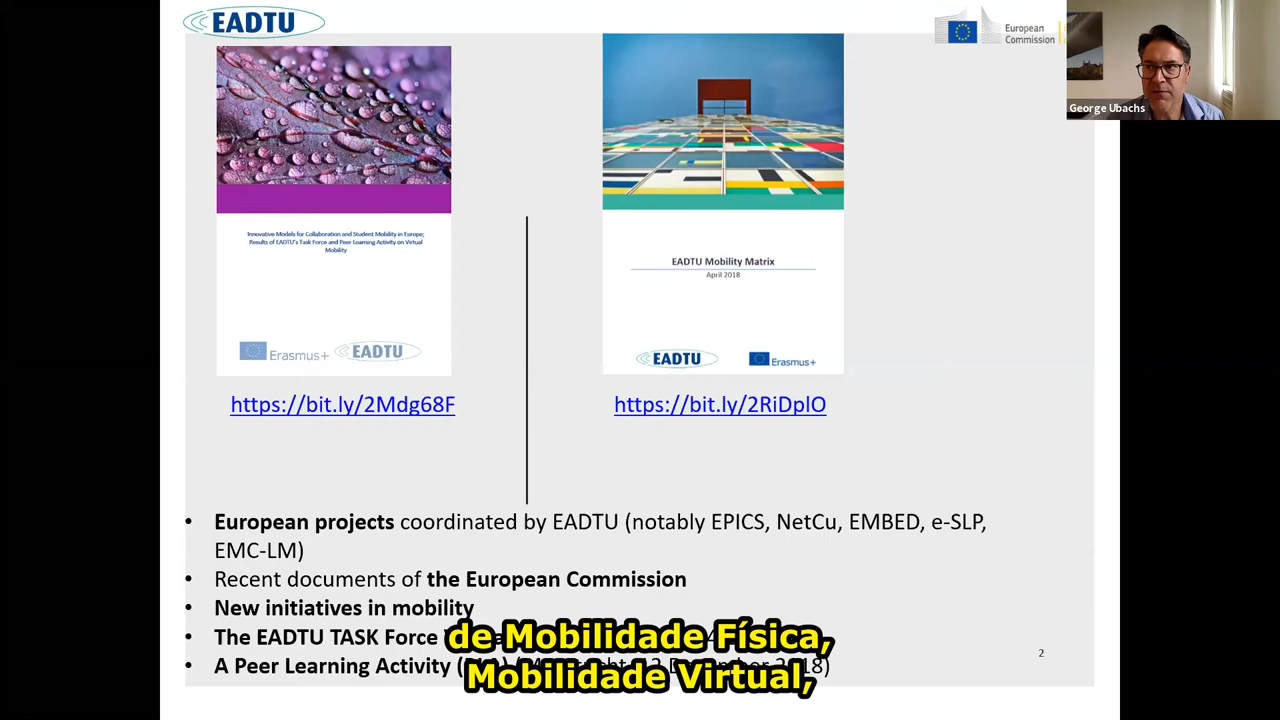 EADTU
European
Commission
George Ubachs
Innovative Models for Collaboration and Student Mobility in Europe;
Results of EADTU's Task Force and Peer Learning Activity on Virtual
Mobility
Erasmus+
EADTU
https://bit.ly/2Mdg68F
EADTU Mobility Matrix
April 2018
EADTU
Erasmus+
https://bit.ly/2RiDplO
• European projects coordinated by EADTU (notably EPICS, NetCu, EMBED, e-SLP,
EMC-LM)
• Recent documents of the European Commission
• New initiatives in mobility
• The EADTU TASK Force
• A Peer Learning Activity
2
de Mobilidade Física,
Mobilidade Virtual,